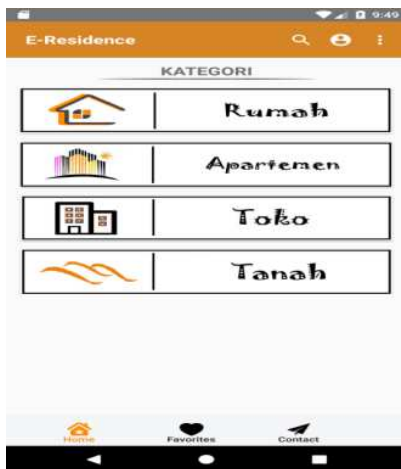 9:49
E-Residence
KATEGORI
Rumah
Apartemen
Toko
Tanah
Home Favorites Contact